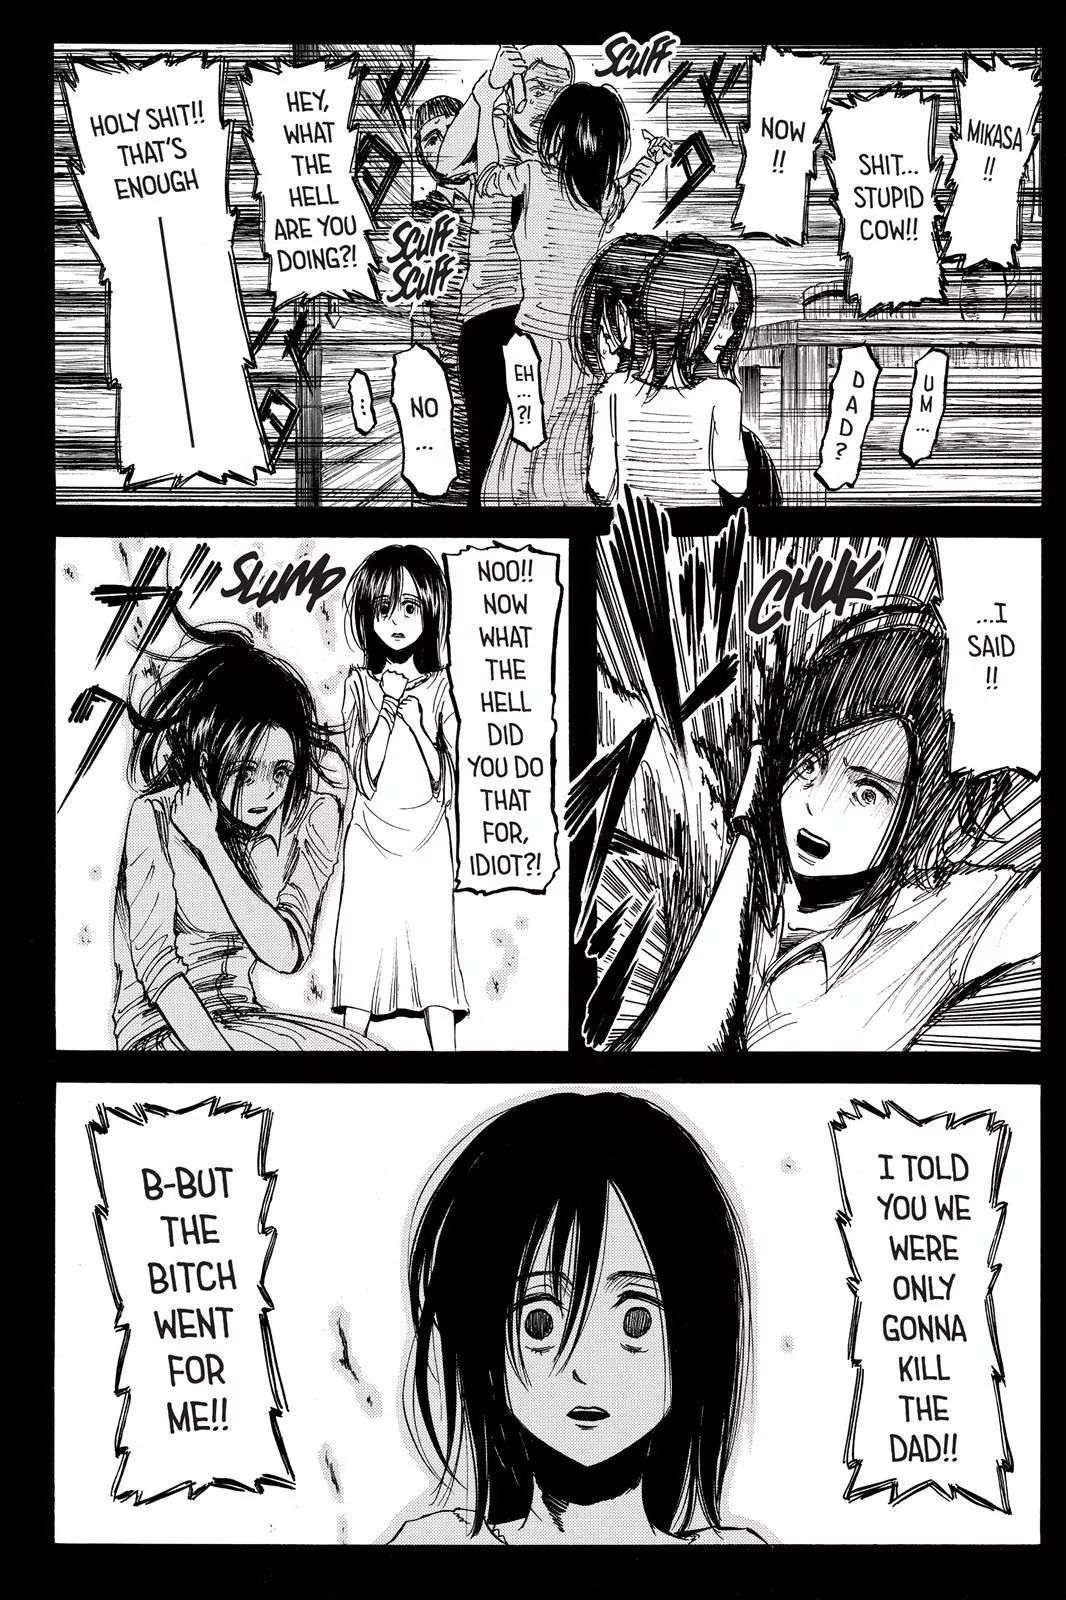 MIKASA
!!
SHIT...
STUPID
COW!!
NOW
!!
SCUFF
HEY,
WHAT
THE
HELL
ARE YOU
DOING?!
HOLY SHIT!!
THAT'S
ENOUGH
—
SCUFF
SCUFF
UM...
DAD?
EH
...
?!
NO
...
...
...I
SAID
!!
CHUK
NOO!!
NOW
WHAT
THE
HELL
DID
YOU DO
THAT
FOR,
IDIOT?!
SLUMP
I TOLD
YOU WE
WERE
ONLY
GONNA
KILL
THE
DAD!!
B-BUT
THE
BITCH
WENT
FOR
ME!!